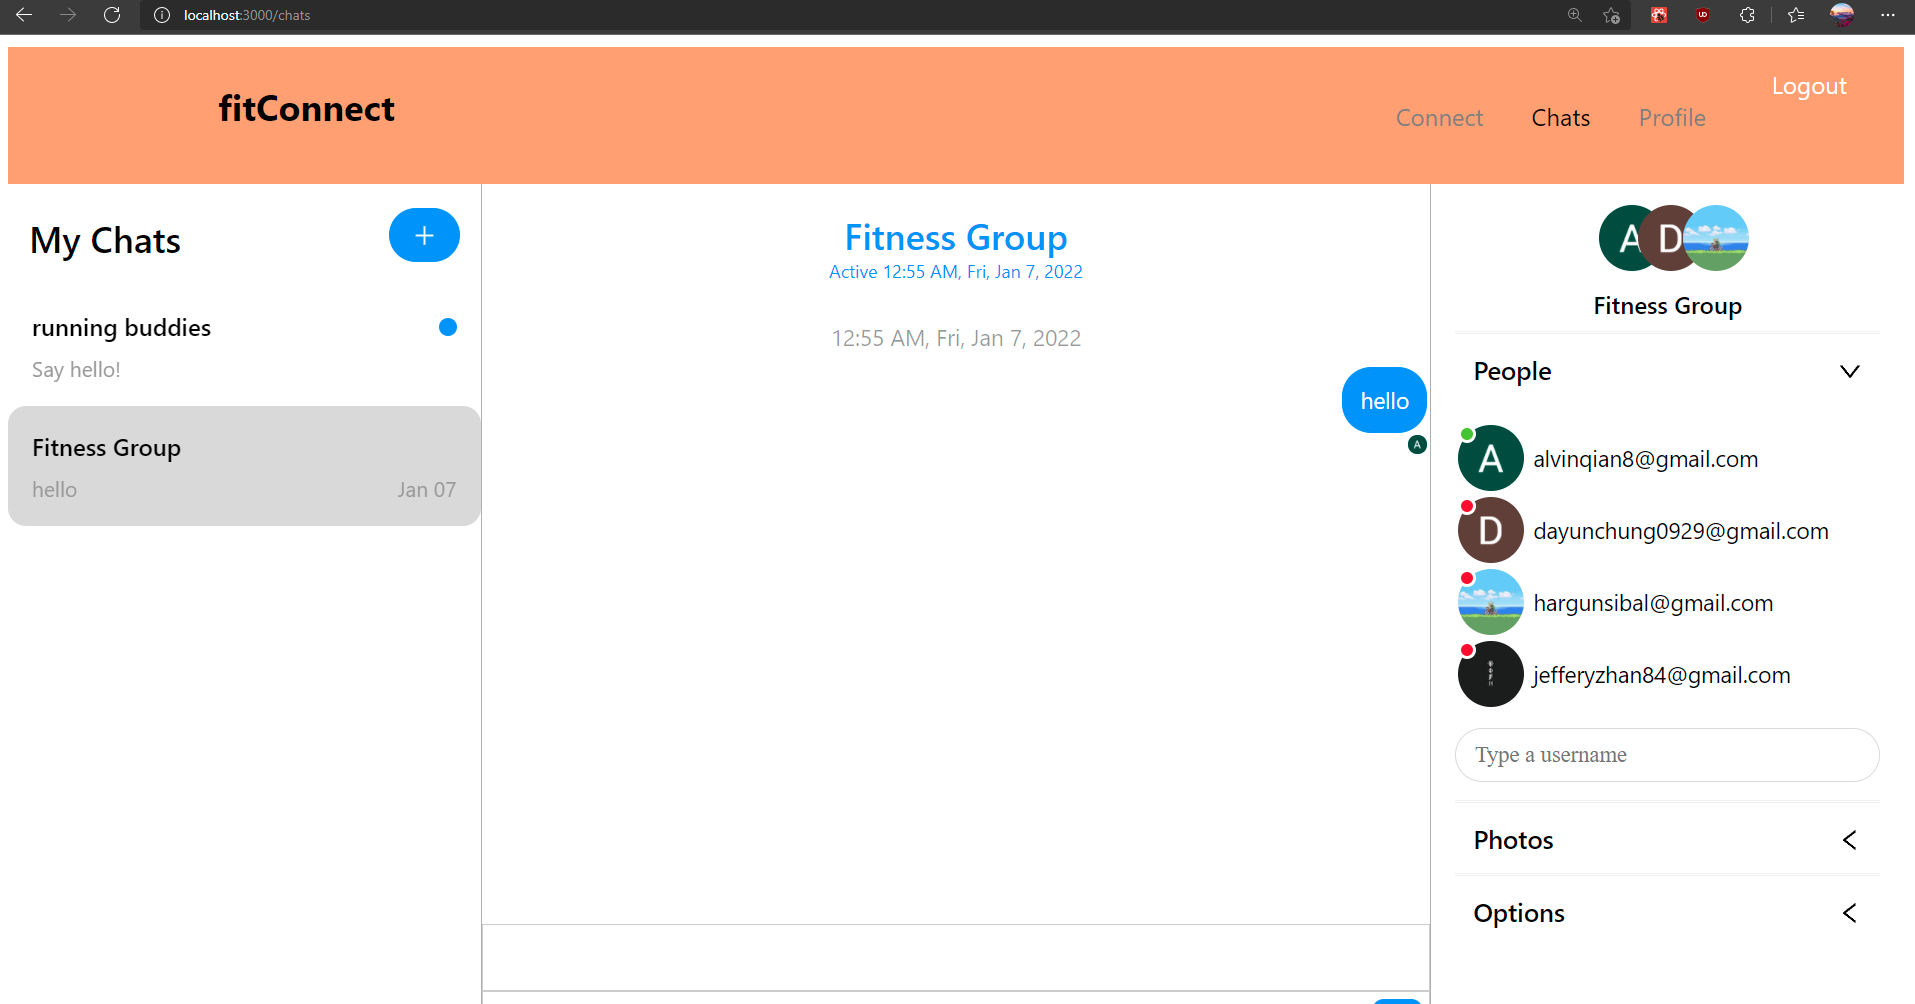 localhost:3000/chats
fitConnect
Connect
Chats
Profile
Logout
My Chats
+
running buddies
Say hello!
Fitness Group
hello
Jan 07
Fitness Group
Active 12:55 AM, Fri, Jan 7, 2022
12:55 AM, Fri, Jan 7, 2022
hello
A
A
D
Fitness Group
People
A
alvinqian8@gmail.com
D
dayunchung0929@gmail.com
hargunsibal@gmail.com
jefferyzhan84@gmail.com
Type a username
Photos
Options